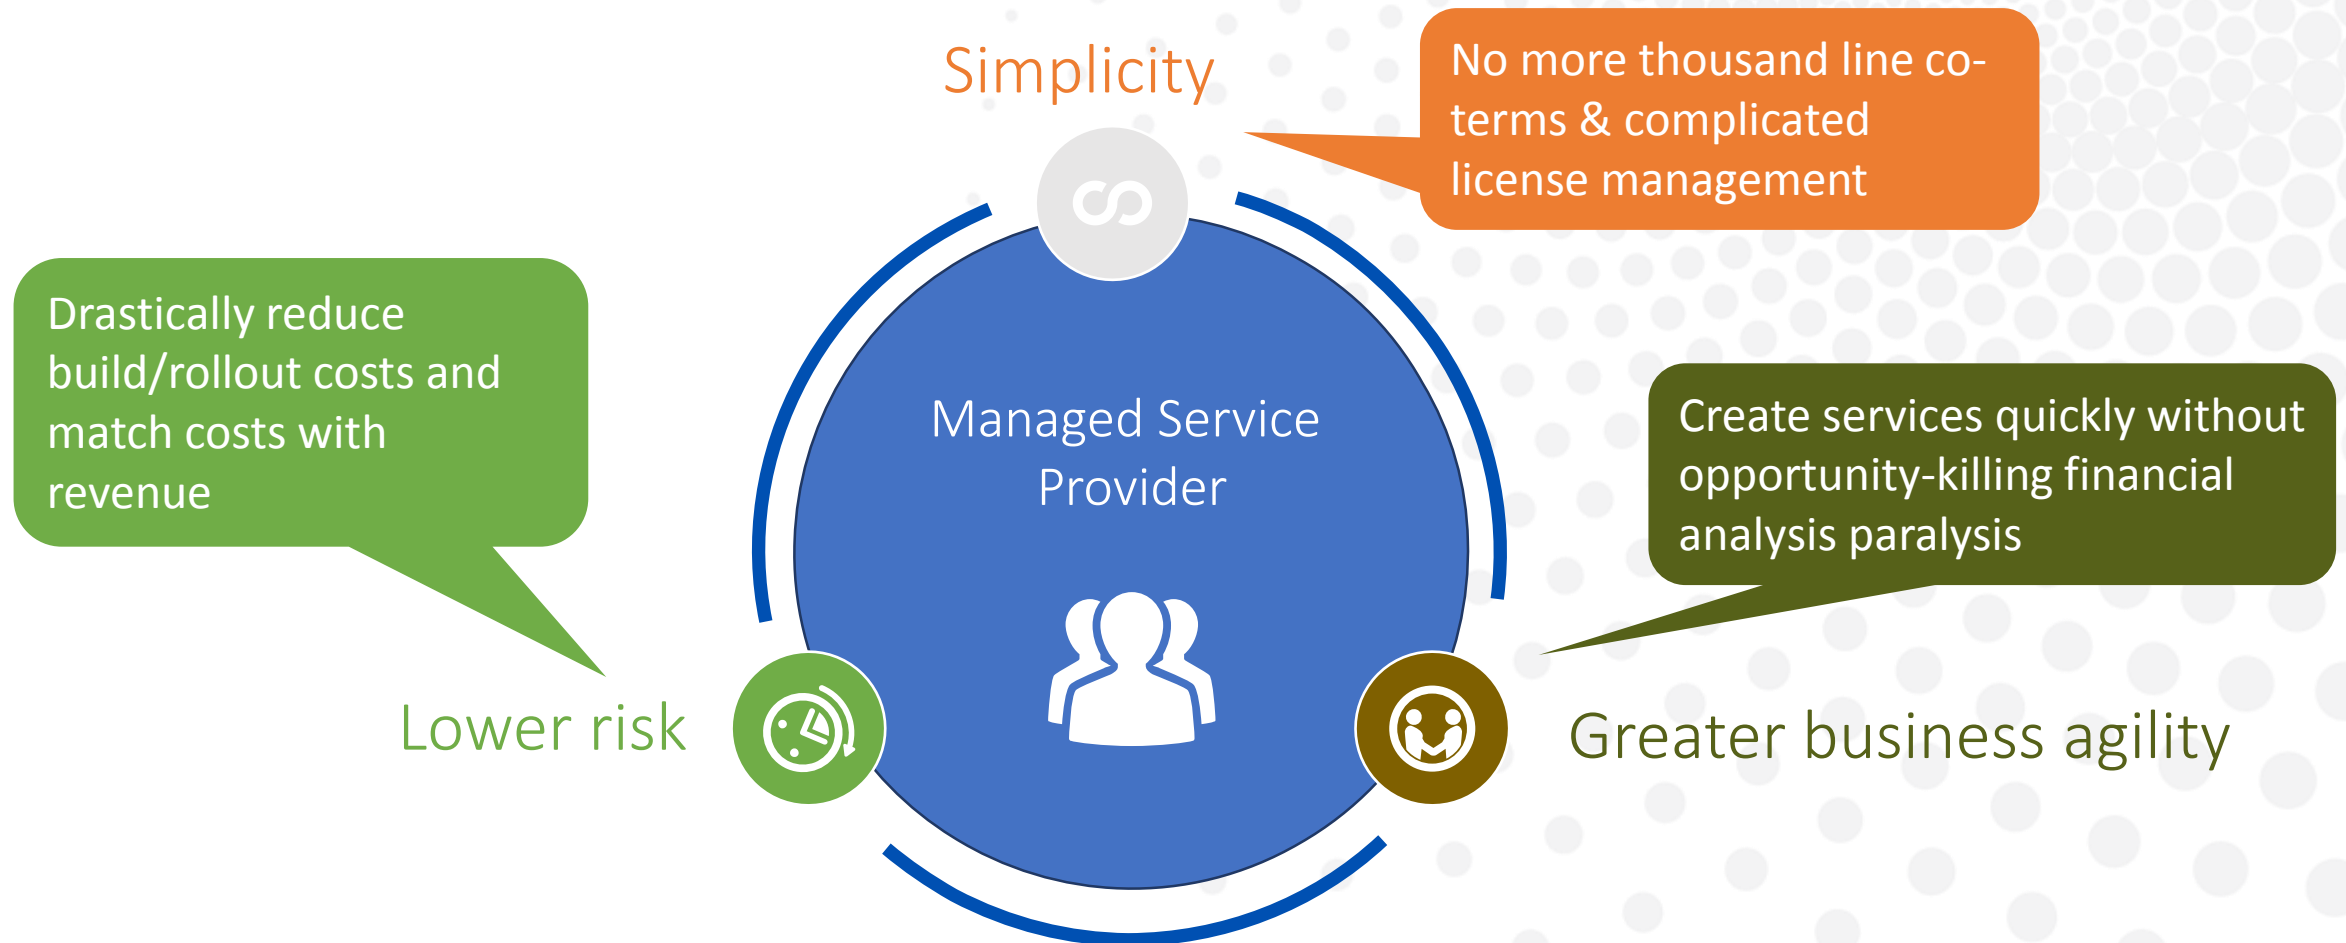 Simplicity
No more thousand line co-
terms & complicated
license management
Drastically reduce
build/rollout costs and
match costs with
revenue
Managed Service
Provider
Create services quickly without
opportunity-killing financial
analysis paralysis
Lower risk
Greater business agility